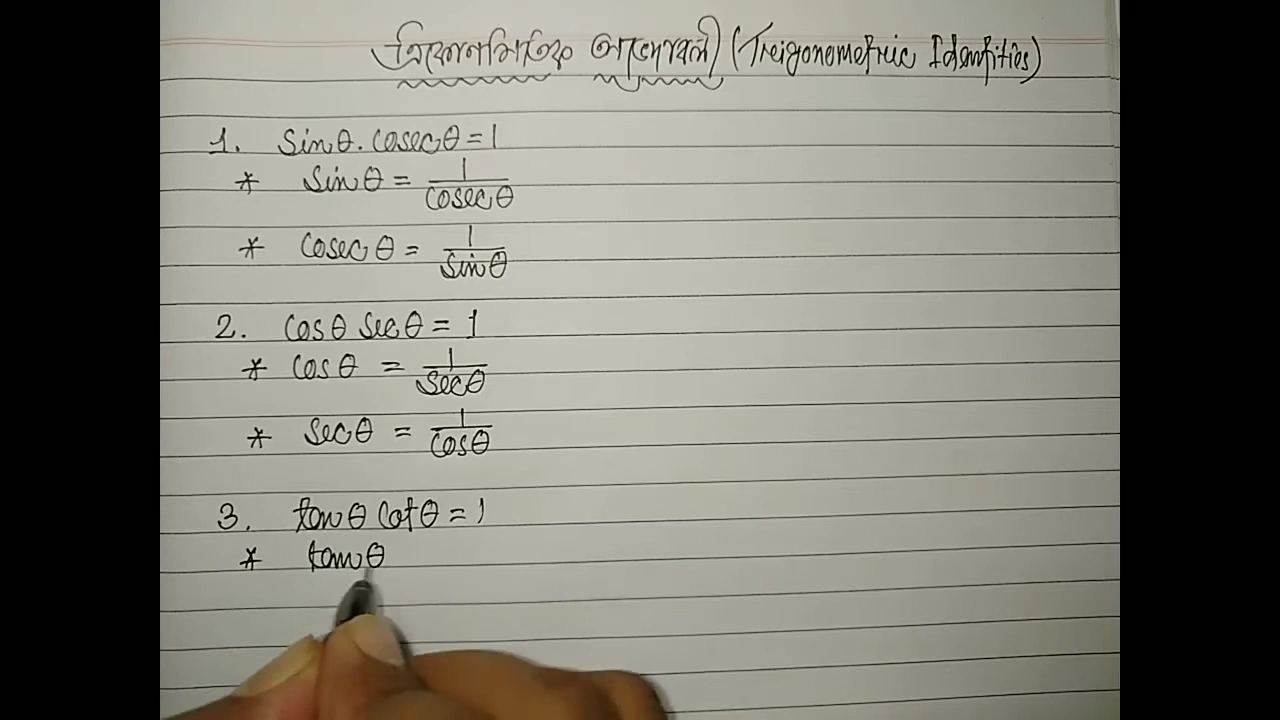 ত্রিকোণমিতিক অভেদাবলী (Trigonometric Identities)
1. Sinθ. Cosecθ = 1
* Sinθ = 1/Cosecθ
* Cosecθ = 1/Sinθ
2. Cosθ Secθ = 1
* Cosθ = 1/Secθ
* Secθ = 1/Cosθ
3. tanθ Cotθ = 1
* tanθ